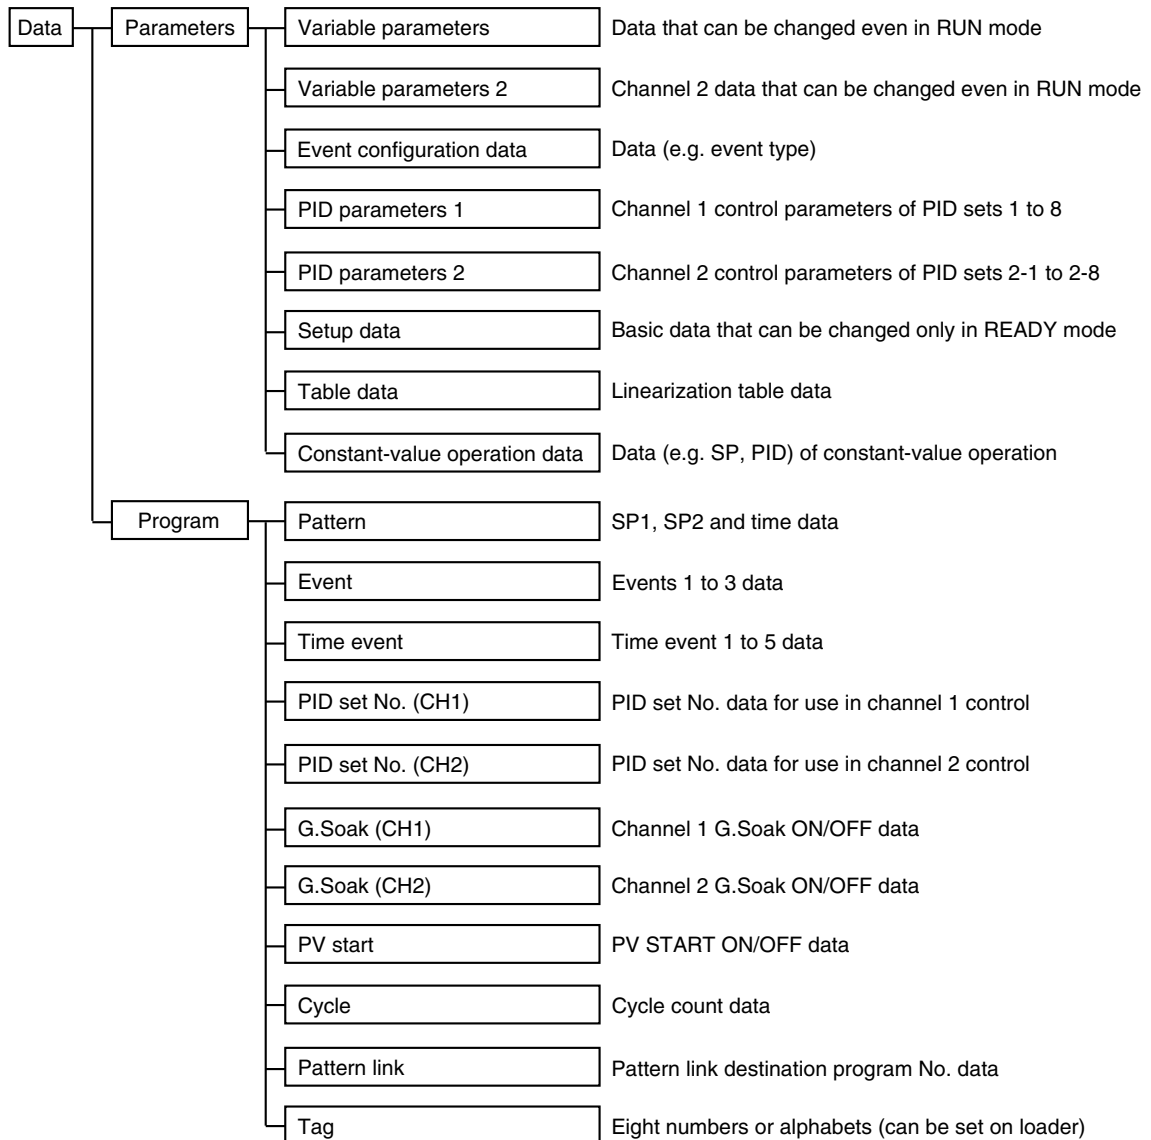 Data Parameters Variable parameters Data that can be changed even in RUN mode
Variable parameters 2 Channel 2 data that can be changed even in RUN mode
Event configuration data Data (e.g. event type)
PID parameters 1 Channel 1 control parameters of PID sets 1 to 8
PID parameters 2 Channel 2 control parameters of PID sets 2-1 to 2-8
Setup data Basic data that can be changed only in READY mode
Table data Linearization table data
Constant-value operation data Data (e.g. SP, PID) of constant-value operation
Program Pattern SP1, SP2 and time data
Event Events 1 to 3 data
Time event Time event 1 to 5 data
PID set No. (CH1) PID set No. data for use in channel 1 control
PID set No. (CH2) PID set No. data for use in channel 2 control
G.Soak (CH1) Channel 1 G.Soak ON/OFF data
G.Soak (CH2) Channel 2 G.Soak ON/OFF data
PV start PV START ON/OFF data
Cycle Cycle count data
Pattern link Pattern link destination program No. data
Tag Eight numbers or alphabets (can be set on loader)